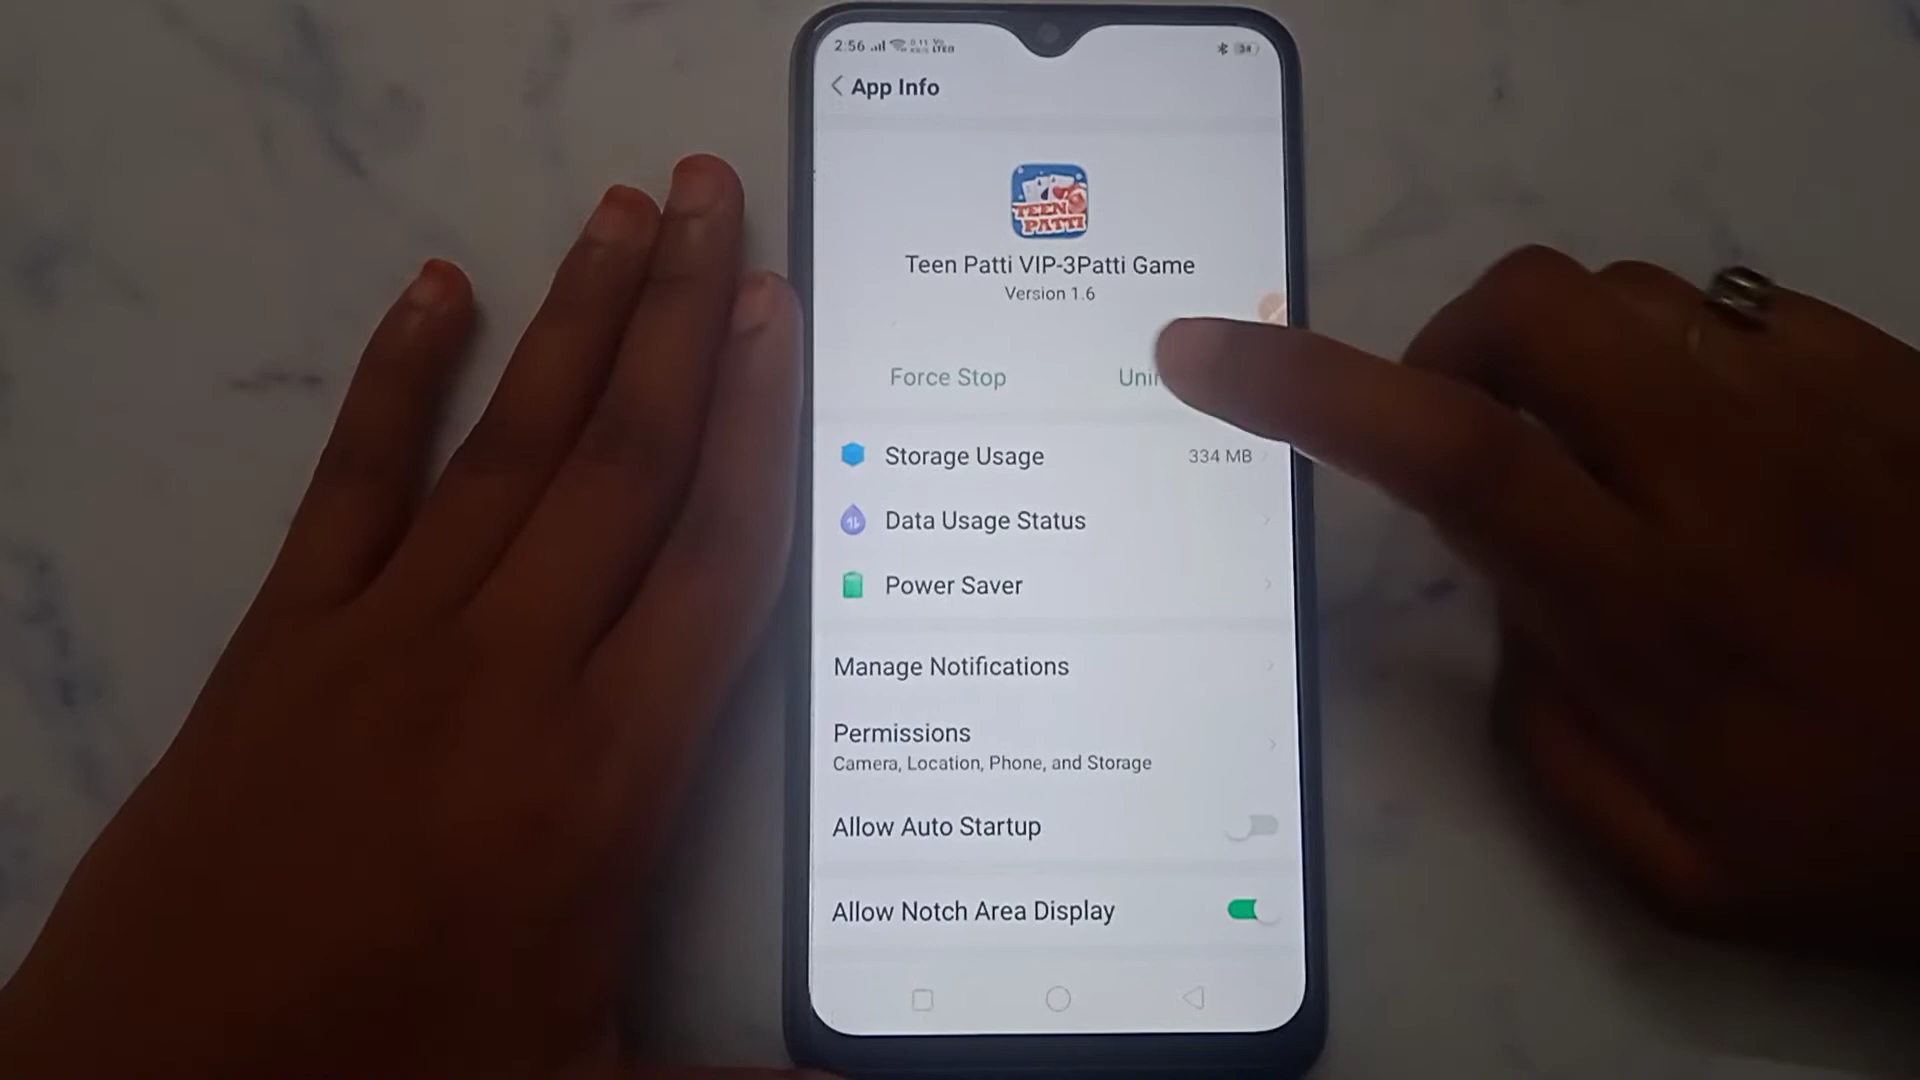 2:56
34
App Info
TEEN
PATTI
Teen Patti VIP-3Patti Game
Version 1.6
Force Stop
Storage Usage
334 MB
Data Usage Status
Power Saver
Manage Notifications
Permissions
Camera, Location, Phone, and Storage
Allow Auto Startup
Allow Notch Area Display